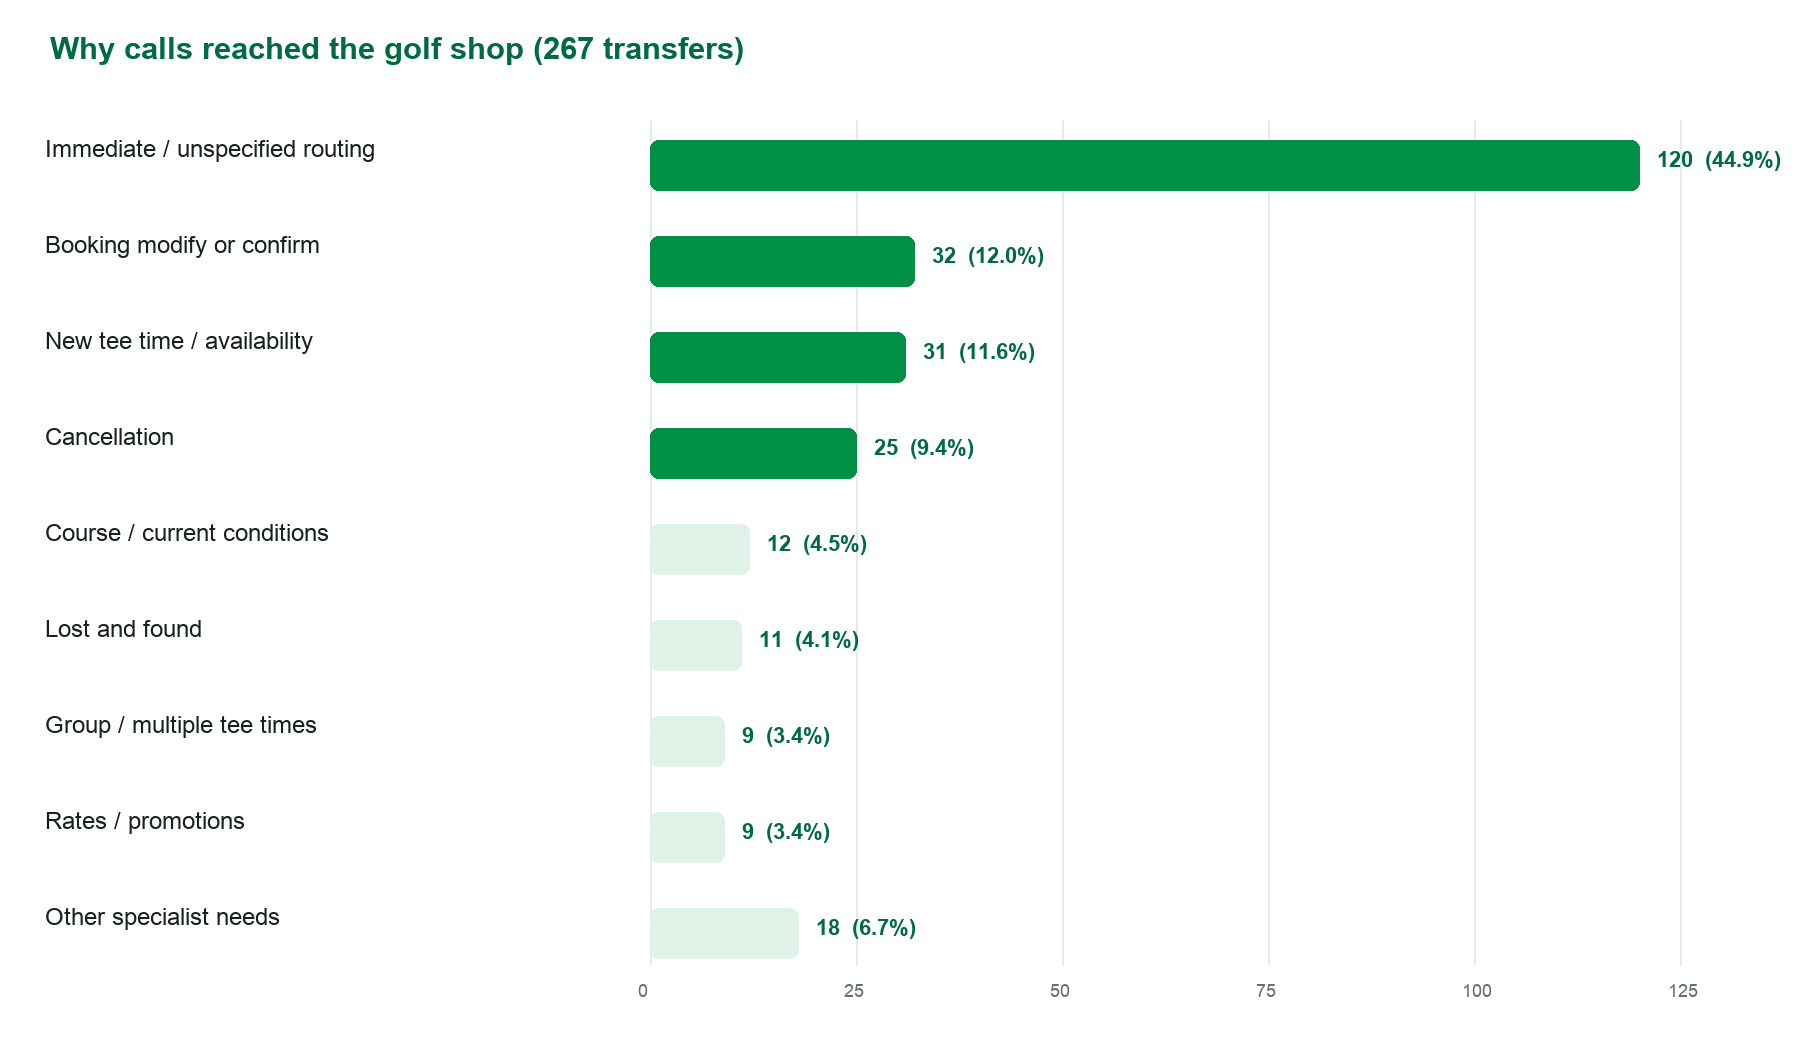 Why calls reached the golf shop (267 transfers)
Immediate / unspecified routing
120 (44.9%)
Booking modify or confirm
32 (12.0%)
New tee time / availability
31 (11.6%)
Cancellation
25 (9.4%)
Course / current conditions
12 (4.5%)
Lost and found
11 (4.1%)
Group / multiple tee times
9 (3.4%)
Rates / promotions
9 (3.4%)
Other specialist needs
18 (6.7%)
0 25 50 75 100 125